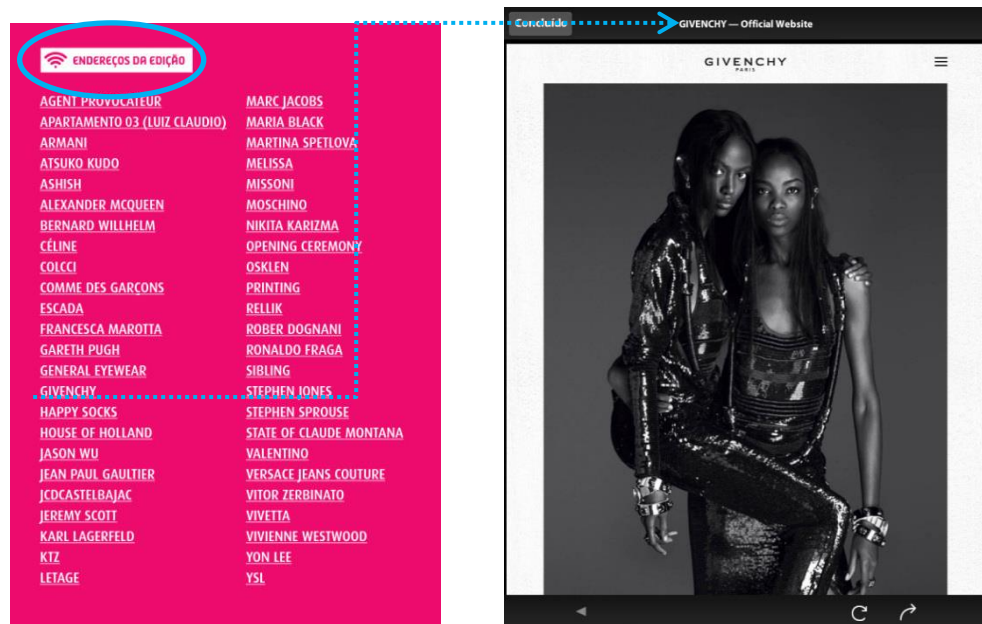 ENDEREÇOS DA EDIÇÃO
AGENT PROVOCATEUR
APARTAMENTO 03 (LUIZ CLAUDIO)
ARMANI
ATSUKO KUDO
ASHISH
ALEXANDER MCQUEEN
BERNARD WILLHELM
CÉLINE
COLCCI
COMME DES GARÇONS
ESCADA
FRANCESCA MAROTTA
GARETH PUGH
GENERAL EYEWEAR
GIVENCHY
HAPPY SOCKS
HOUSE OF HOLLAND
JASON WU
JEAN PAUL GAULTIER
JCDCASTELBAJAC
JEREMY SCOTT
KARL LAGERFELD
KTZ
LETAGE
MARC JACOBS
MARIA BLACK
MARTINA SPETLOVA
MELISSA
MISSONI
MOSCHINO
NIKITA KARIZMA
OPENING CEREMONY
OSKLEN
PRINTING
RELLIK
ROBER DOGNANI
RONALDO FRAGA
SIBLING
STEPHEN JONES
STEPHEN SPROUSE
STATE OF CLAUDE MONTANA
VALENTINO
VERSACE JEANS COUTURE
VITOR ZERBINATO
VIVETTA
VIVIENNE WESTWOOD
YON LEE
YSL
Concluído
GIVENCHY — Official Website
GIVENCHY
PARIS